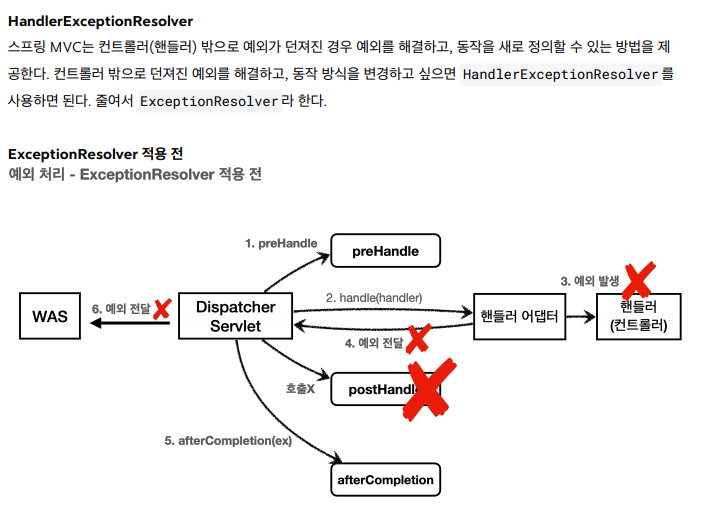 HandlerExceptionResolver
스프링 MVC는 컨트롤러(핸들러) 밖으로 예외가 던져진 경우 예외를 해결하고, 동작을 새로 정의할 수 있는 방법을 제
공한다. 컨트롤러 밖으로 던져진 예외를 해결하고, 동작 방식을 변경하고 싶으면 HandlerExceptionResolver 를
사용하면 된다. 줄여서 ExceptionResolver 라 한다.
ExceptionResolver 적용 전
예외 처리 - ExceptionResolver 적용 전
1. preHandle
preHandle
3. 예외 발생
WAS
6. 예외 전달
Dispatcher
Servlet
2. handle(handler)
핸들러 어댑터
핸들러
(컨트롤러)
4. 예외 전달
호출X
postHandl
5. afterCompletion(ex)
afterCompletion